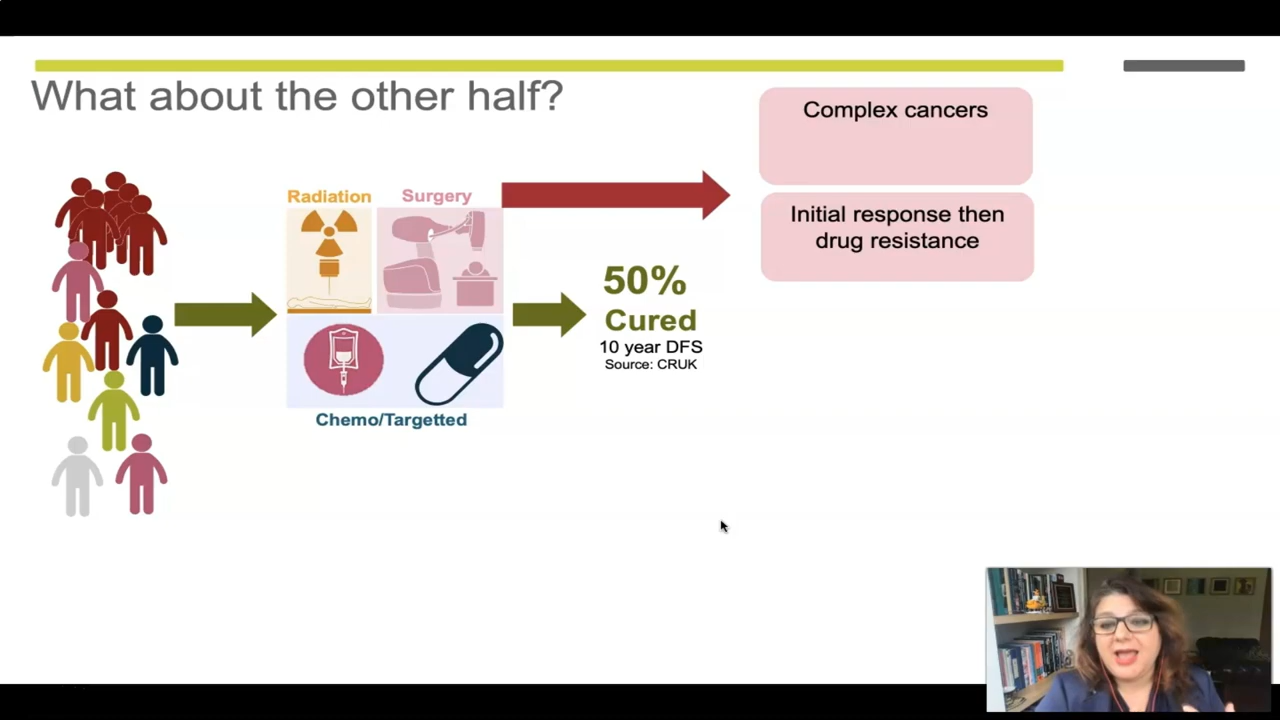 What about the other half?
Complex cancers
Initial response then
drug resistance
Radiation
Surgery
50%
Cured
10 year DFS
Source: CRUK
Chemo/Targetted